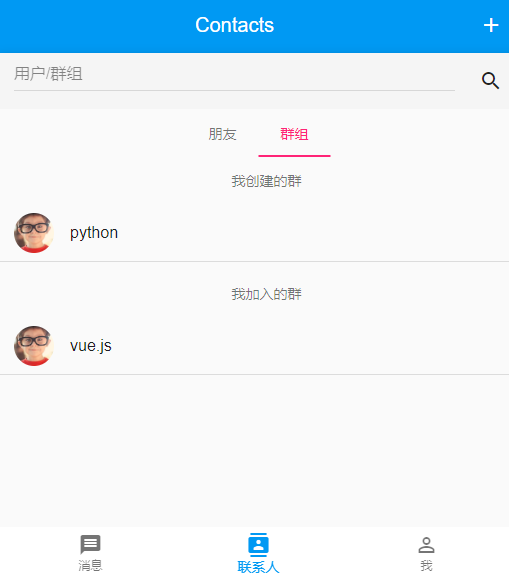 Contacts
用户/群组
朋友 群组
我创建的群
python
我加入的群
vue.js
消息 联系人 我